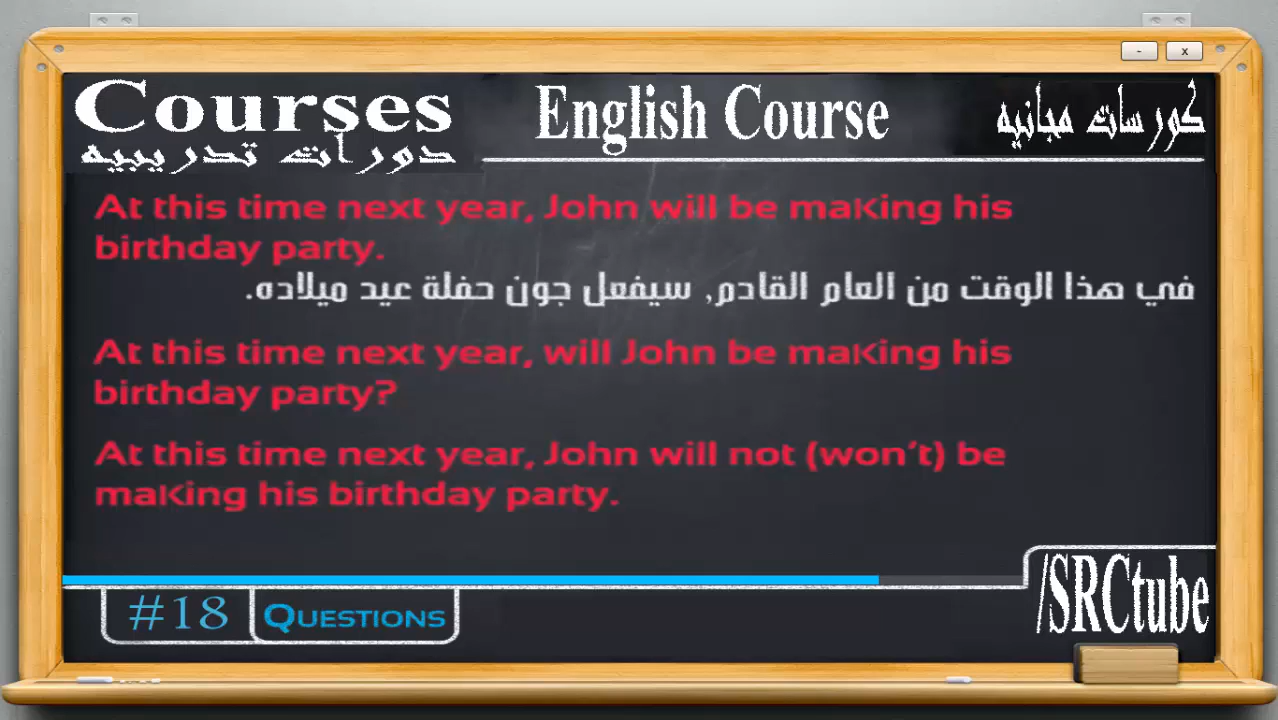 -
x
Courses
دورات تدريبيه
English Course
كورسات مجانيه
At this time next year, John will be making his
birthday party.
في هذا الوقت من العام القادم, سيفعل جون حفلة عيد ميلاده.
At this time next year, will John be making his
birthday party?
At this time next year, John will not (won't) be
making his birthday party.
#18
Questions
/SRCtube